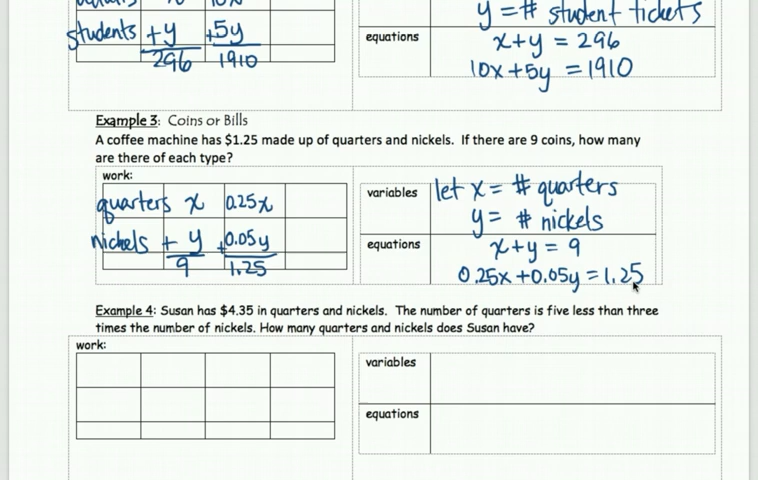 y = # student tickets
students + y +5y
296 1910
equations x+y = 296
10x+5y = 1910
Example 3: Coins or Bills
A coffee machine has $1.25 made up of quarters and nickels. If there are 9 coins, how many
are there of each type?
work:
quarters x 0.25x
nickels + y +0.05y
9 1.25
variables let x = # quarters
y = # nickels
equations x+y = 9
0.25x+0.05y = 1.25
Example 4: Susan has $4.35 in quarters and nickels. The number of quarters is five less than three
times the number of nickels. How many quarters and nickels does Susan have?
work:
variables
equations